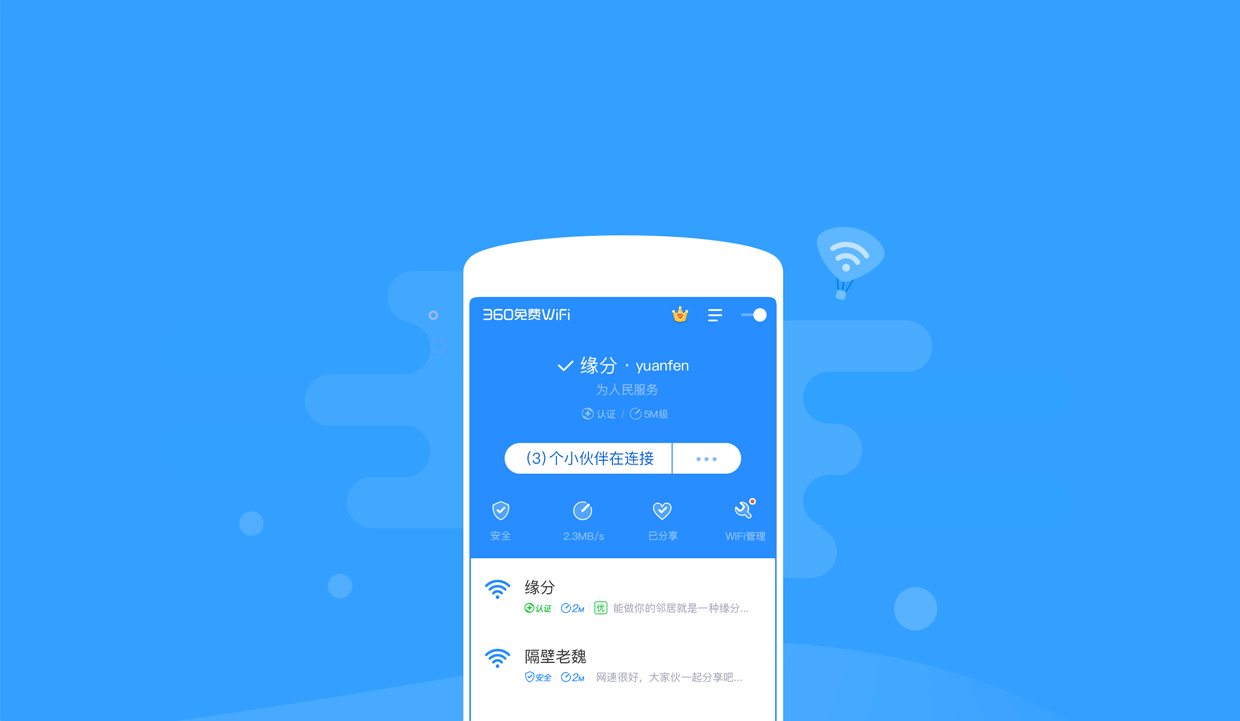 360免费WiFi
缘分 · yuanfen
为人民服务
认证 / 5M级
(3)个小伙伴在连接
安全 2.3MB/s 已分享 WiFi管理
缘分
认证 2M 优 能做你的邻居就是一种缘分...
隔壁老魏
安全 2M 网速很好，大家伙一起分享吧...